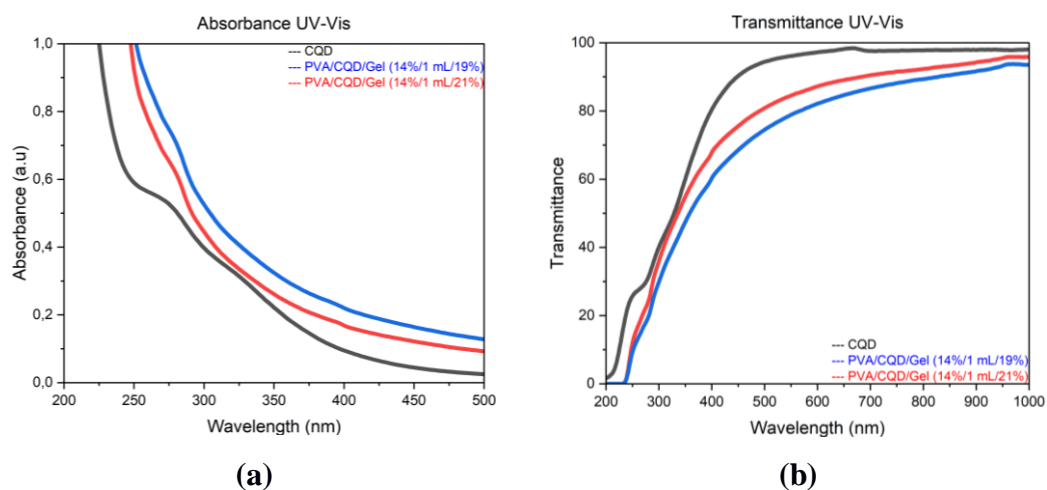 Absorbance UV-Vis
1,0
0,8
0,6
0,4
0,2
0,0
Absorbance (a.u)
--- CQD
--- PVA/CQD/Gel (14%/1 mL/19%)
--- PVA/CQD/Gel (14%/1 mL/21%)
200 250 300 350 400 450 500
Wavelength (nm)
(a)
Transmittance UV-Vis
100
80
60
40
20
0
Transmittance
--- CQD
--- PVA/CQD/Gel (14%/1 mL/19%)
--- PVA/CQD/Gel (14%/1 mL/21%)
200 300 400 500 600 700 800 900 1000
Wavelength (nm)
(b)